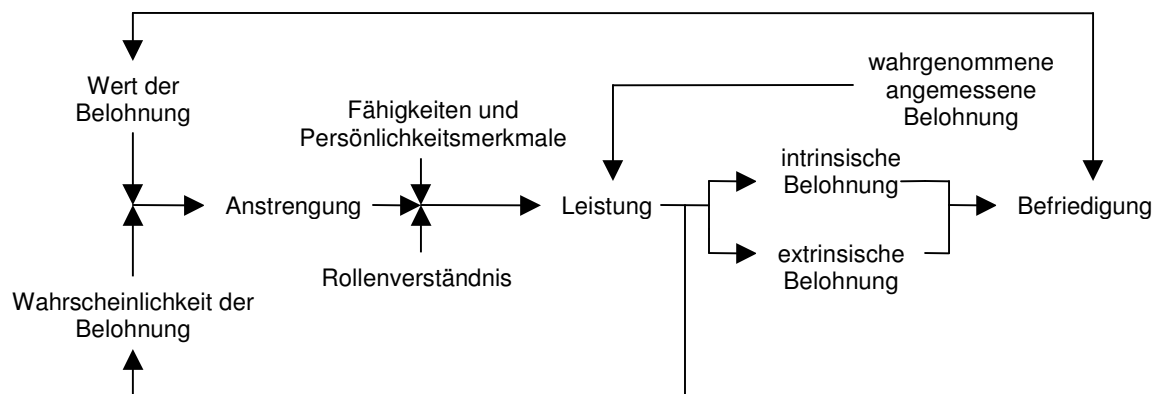 Wert der
Belohnung
Fähigkeiten und
Persönlichkeitsmerkmale
wahrgenommene
angemessene
Belohnung
intrinsische
Belohnung
Anstrengung
Leistung
Befriedigung
extrinsische
Belohnung
Rollenverständnis
Wahrscheinlichkeit der
Belohnung